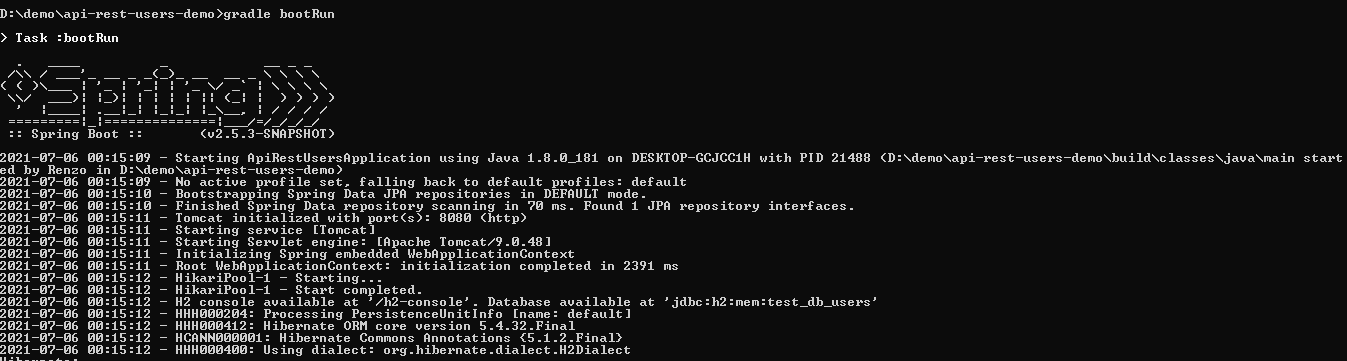 D:\demo\api-rest-users-demo>gradle bootRun
> Task :bootRun
  .   ____          _            __ _ _
 /\\ / ___'_ __ _ _(_)_ __  __ _ \ \ \ \
( ( )\___ | '_ | '_| | '_ \/ _` | \ \ \ \
 \\/  ___)| |_)| | | | | || (_| |  ) ) ) )
  '  |____| .__|_| |_|_| |_\__, | / / / /
 =========|_|==============|___/=/_/_/_/
 :: Spring Boot ::       (v2.5.3-SNAPSHOT)
2021-07-06 00:15:09 - Starting ApiRestUsersApplication using Java 1.8.0_181 on DESKTOP-GCJCC1H with PID 21488 (D:\demo\api-rest-users-demo\build\classes\java\main start
ed by Renzo in D:\demo\api-rest-users-demo)
2021-07-06 00:15:09 - No active profile set, falling back to default profiles: default
2021-07-06 00:15:10 - Bootstrapping Spring Data JPA repositories in DEFAULT mode.
2021-07-06 00:15:10 - Finished Spring Data repository scanning in 70 ms. Found 1 JPA repository interfaces.
2021-07-06 00:15:11 - Tomcat initialized with port(s): 8080 (http)
2021-07-06 00:15:11 - Starting service [Tomcat]
2021-07-06 00:15:11 - Starting Servlet engine: [Apache Tomcat/9.0.48]
2021-07-06 00:15:11 - Initializing Spring embedded WebApplicationContext
2021-07-06 00:15:11 - Root WebApplicationContext: initialization completed in 2391 ms
2021-07-06 00:15:12 - HikariPool-1 - Starting...
2021-07-06 00:15:12 - HikariPool-1 - Start completed.
2021-07-06 00:15:12 - H2 console available at '/h2-console'. Database available at 'jdbc:h2:mem:test_db_users'
2021-07-06 00:15:12 - HHH000204: Processing PersistenceUnitInfo [name: default]
2021-07-06 00:15:12 - HHH000412: Hibernate ORM core version 5.4.32.Final
2021-07-06 00:15:12 - HCANN000001: Hibernate Commons Annotations {5.1.2.Final}
2021-07-06 00:15:12 - HHH000400: Using dialect: org.hibernate.dialect.H2Dialect